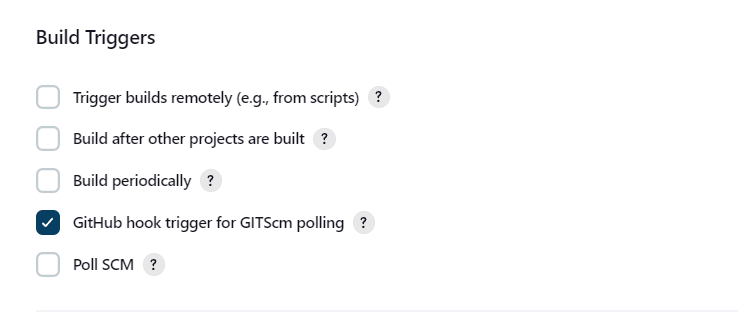 Build Triggers
Trigger builds remotely (e.g., from scripts) ?
Build after other projects are built ?
Build periodically ?
GitHub hook trigger for GITScm polling ?
Poll SCM ?